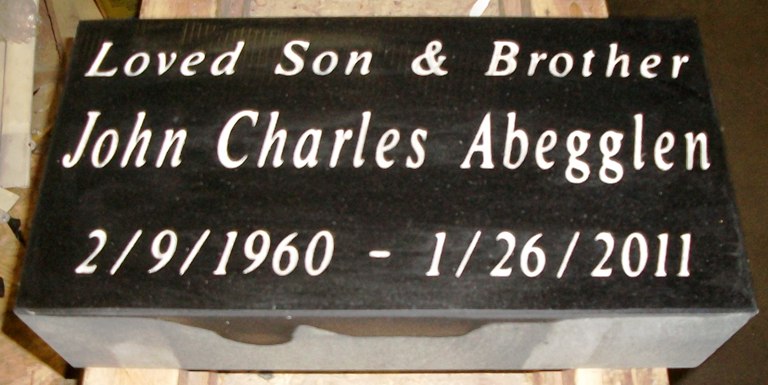 Loved Son & Brother
John Charles Abegglen
2/9/1960 - 1/26/2011